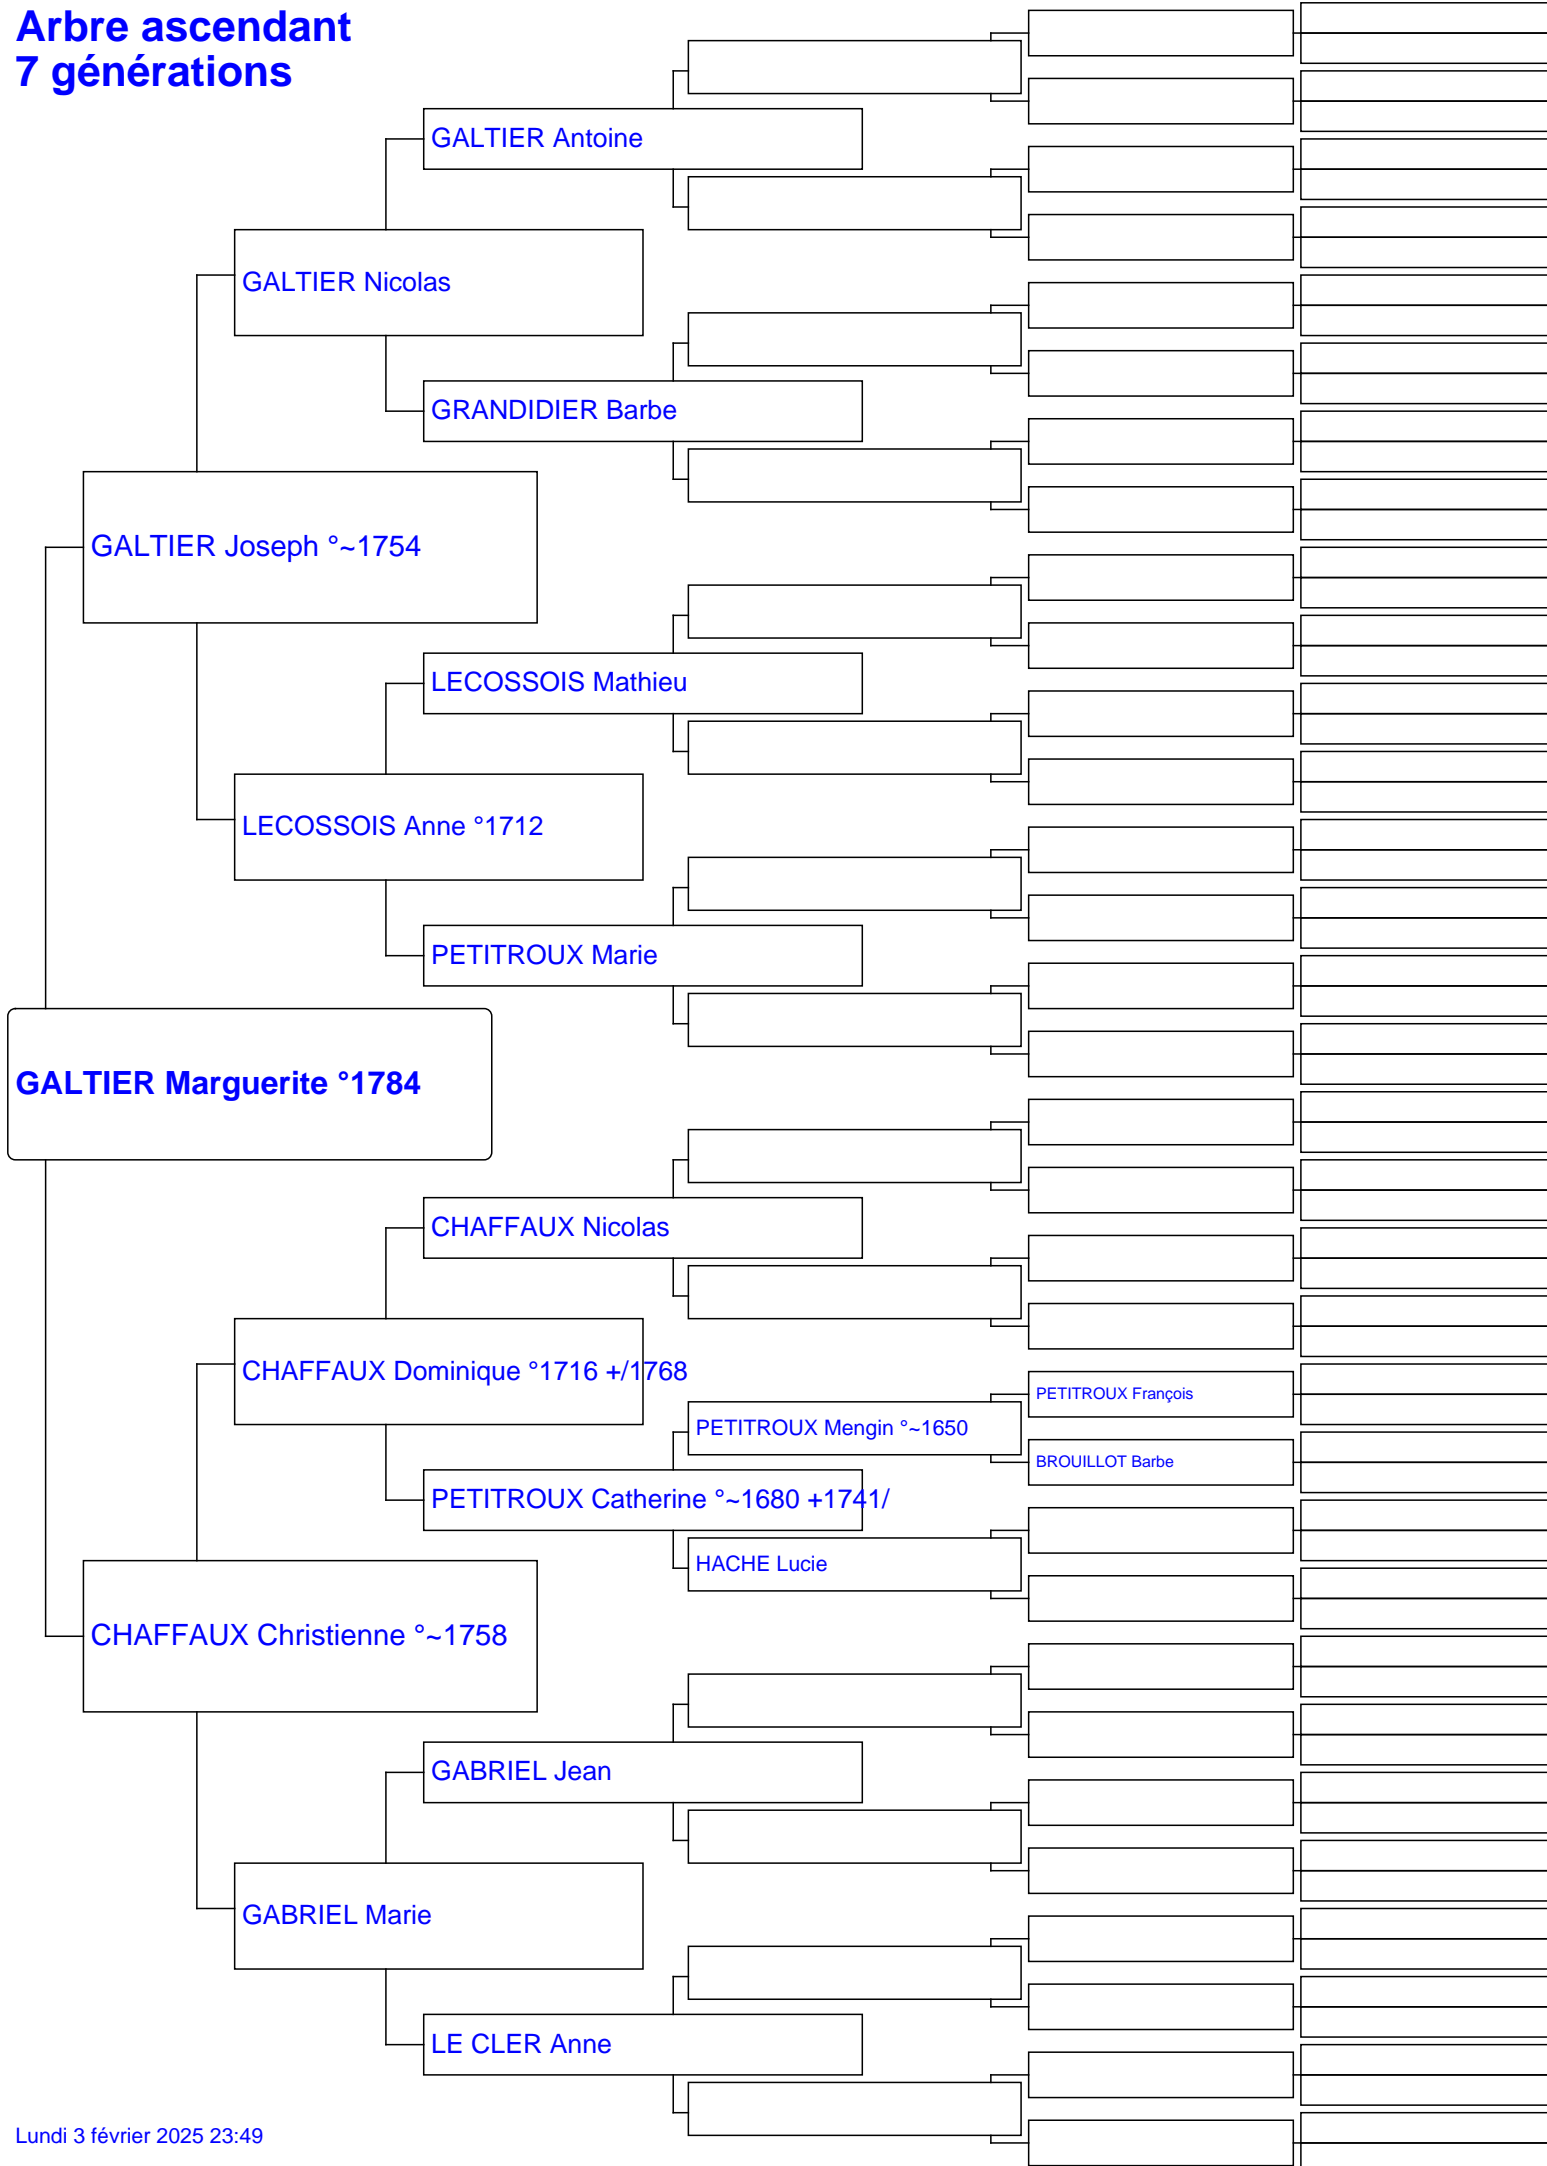 Arbre ascendant
7 générations
GALTIER Antoine
GALTIER Nicolas
GRANDIDIER Barbe
GALTIER Joseph °~1754
LECOSSOIS Mathieu
LECOSSOIS Anne °1712
PETITROUX Marie
GALTIER Marguerite °1784
CHAFFAUX Nicolas
CHAFFAUX Dominique °1716 +/1768
PETITROUX François
PETITROUX Mengin °~1650
BROUILLOT Barbe
PETITROUX Catherine °~1680 +1741/
HACHE Lucie
CHAFFAUX Christienne °~1758
GABRIEL Jean
GABRIEL Marie
LE CLER Anne
Lundi 3 février 2025 23:49